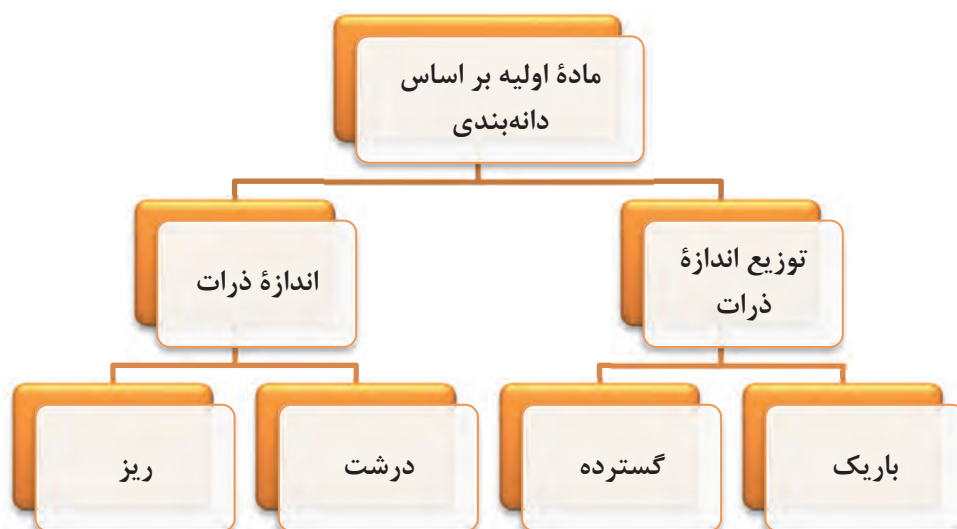 مادهٔ اولیه بر اساس
دانه‌بندی
توزیع اندازهٔ
ذرات
اندازهٔ ذرات
باریک
گسترده
درشت
ریز